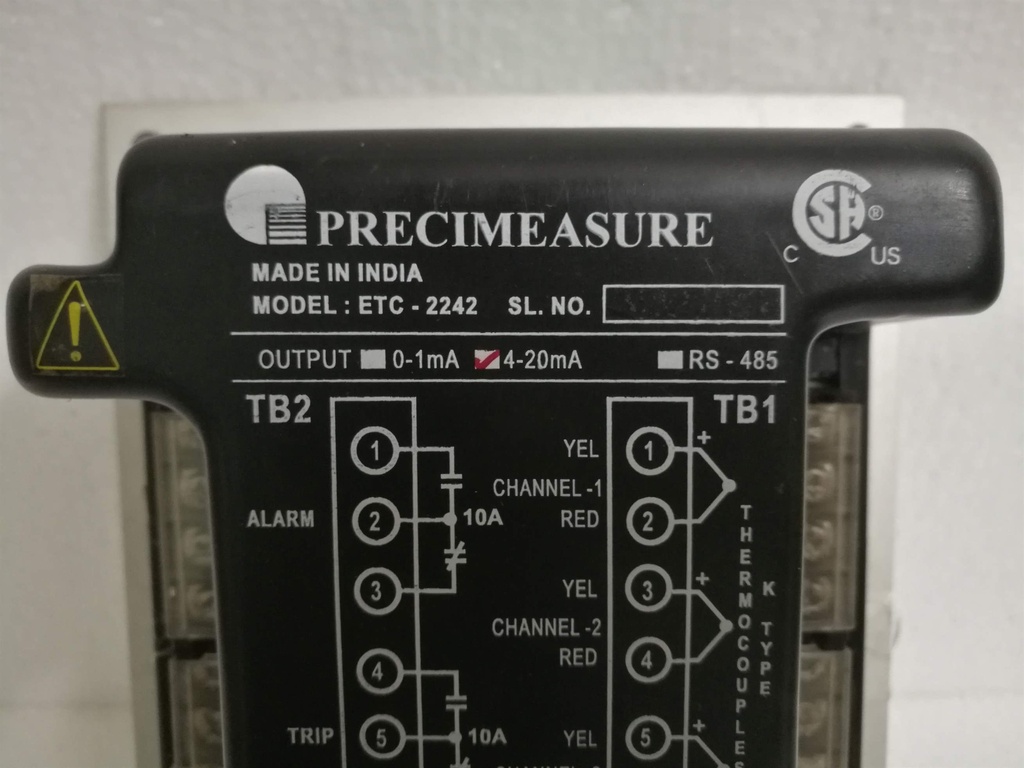 PRECIMEASURE
CSA ®
C US
MADE IN INDIA
MODEL : ETC - 2242 SL. NO.
OUTPUT 0-1mA 4-20mA RS - 485
TB2 TB1
1 YEL 1 +
CHANNEL -1
ALARM 2 10A RED 2
3 YEL 3 +
CHANNEL -2
RED 4
4
TRIP 5 10A YEL 5 +
K TYPE
THERMOCOUPLES